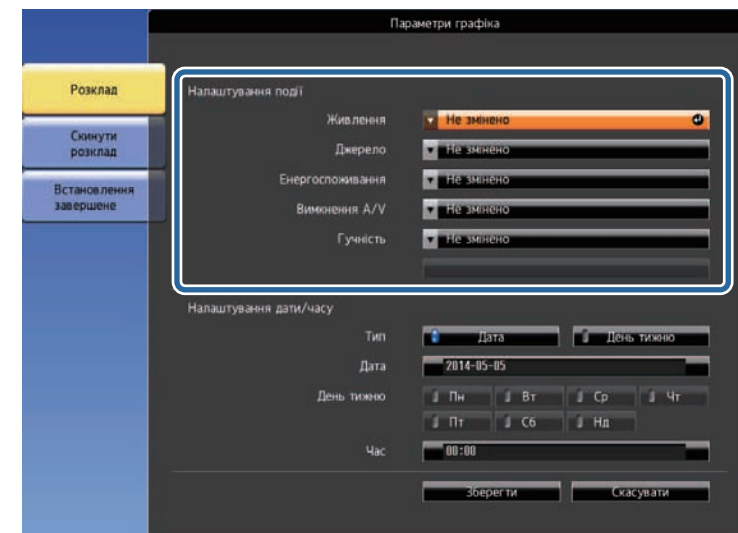 Параметри графіка
Розклад
Скинути
розклад
Встановлення
завершене
Налаштування події
Живлення Не змінено
Джерело Не змінено
Енергоспоживання Не змінено
Вимкнення A/V Не змінено
Гучність Не змінено
Налаштування дати/часу
Тип Дата День тижню
Дата 2014-05-05
День тижню Пн Вт Ср Чт
Пт Сб Нд
Час 00:00
Зберегти Скасувати